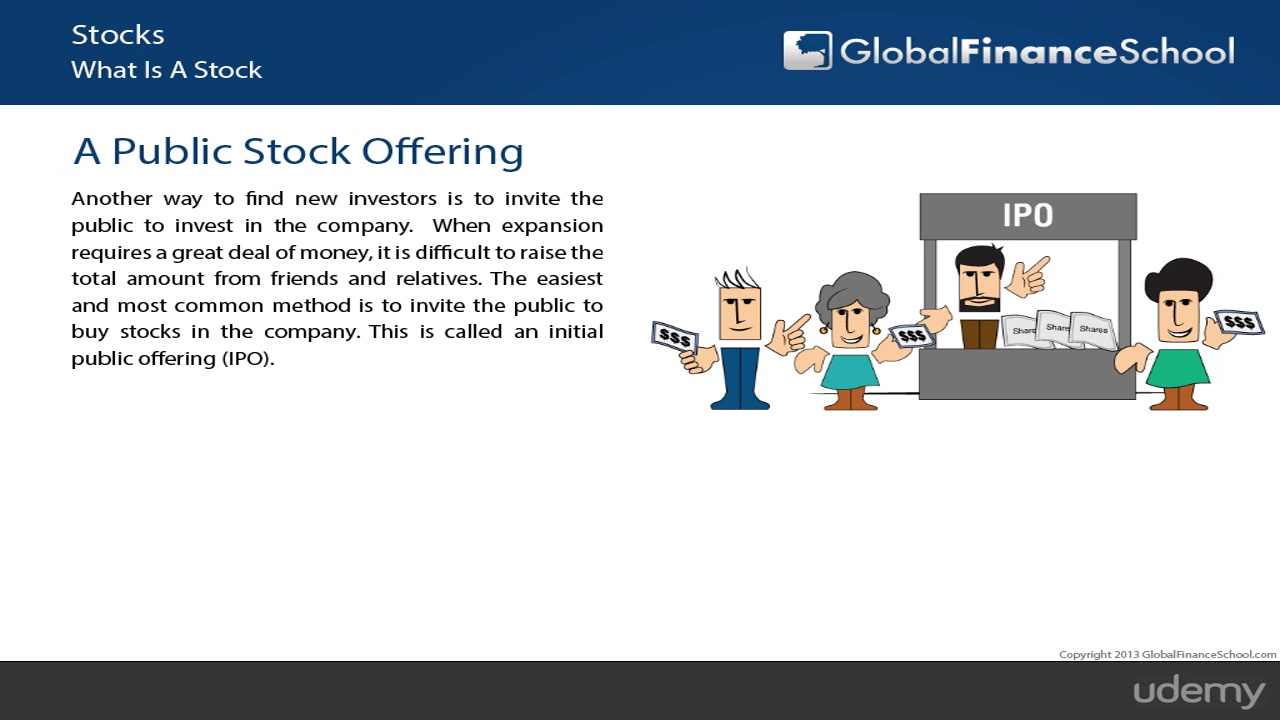 Stocks
What Is A Stock
GlobalFinanceSchool
A Public Stock Offering
Another way to find new investors is to invite the
public to invest in the company.  When expansion
requires a great deal of money, it is difficult to raise the
total amount from friends and relatives. The easiest
and most common method is to invite the public to
buy stocks in the company. This is called an initial
public offering (IPO).
IPO
$$$
$$$
Share
Share
Shares
$$$
Copyright 2013 GlobalFinanceSchool.com
udemy